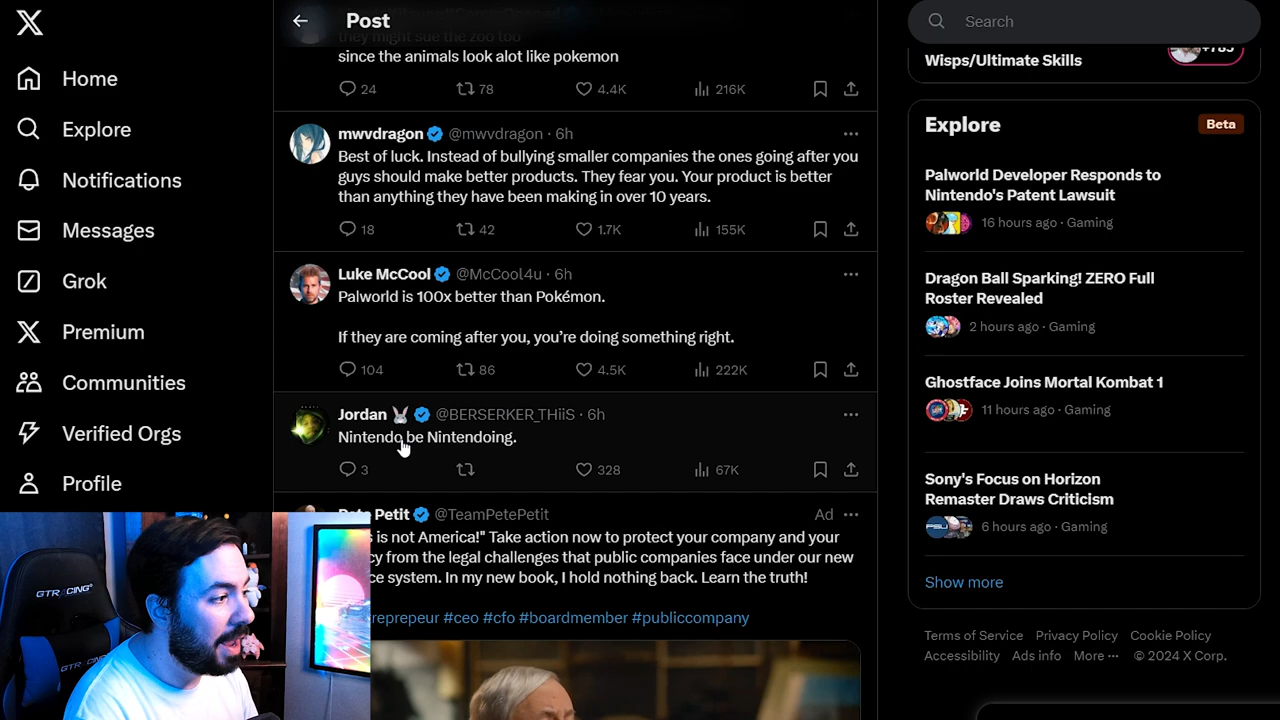 Post
Search
Home
Explore
Notifications
Messages
Grok
Premium
Communities
Verified Orgs
Profile
they might sue the zoo too
since the animals look alot like pokemon
24 78 4.4K 216K
mwvdragon @mwvdragon · 6h
Best of luck. Instead of bullying smaller companies the ones going after you
guys should make better products. They fear you. Your product is better
than anything they have been making in over 10 years.
18 42 1.7K 155K
Luke McCool @McCool4u · 6h
Palworld is 100x better than Pokémon.
If they are coming after you, you’re doing something right.
104 86 4.5K 222K
Jordan @BERSERKER_THiiS · 6h
Nintendo be Nintendoing.
3 328 67K
Petit @TeamPetePetit Ad
is not America!" Take action now to protect your company and your
from the legal challenges that public companies face under our new
system. In my new book, I hold nothing back. Learn the truth!
#ceo #cfo #boardmember #publiccompany
GTRACING
GTRACING
Wisps/Ultimate Skills
+785
Explore Beta
Palworld Developer Responds to
Nintendo's Patent Lawsuit
16 hours ago · Gaming
Dragon Ball Sparking! ZERO Full
Roster Revealed
2 hours ago · Gaming
Ghostface Joins Mortal Kombat 1
11 hours ago · Gaming
Sony's Focus on Horizon
Remaster Draws Criticism
6 hours ago · Gaming
Show more
Terms of Service Privacy Policy Cookie Policy
Accessibility Ads info More ··· © 2024 X Corp.